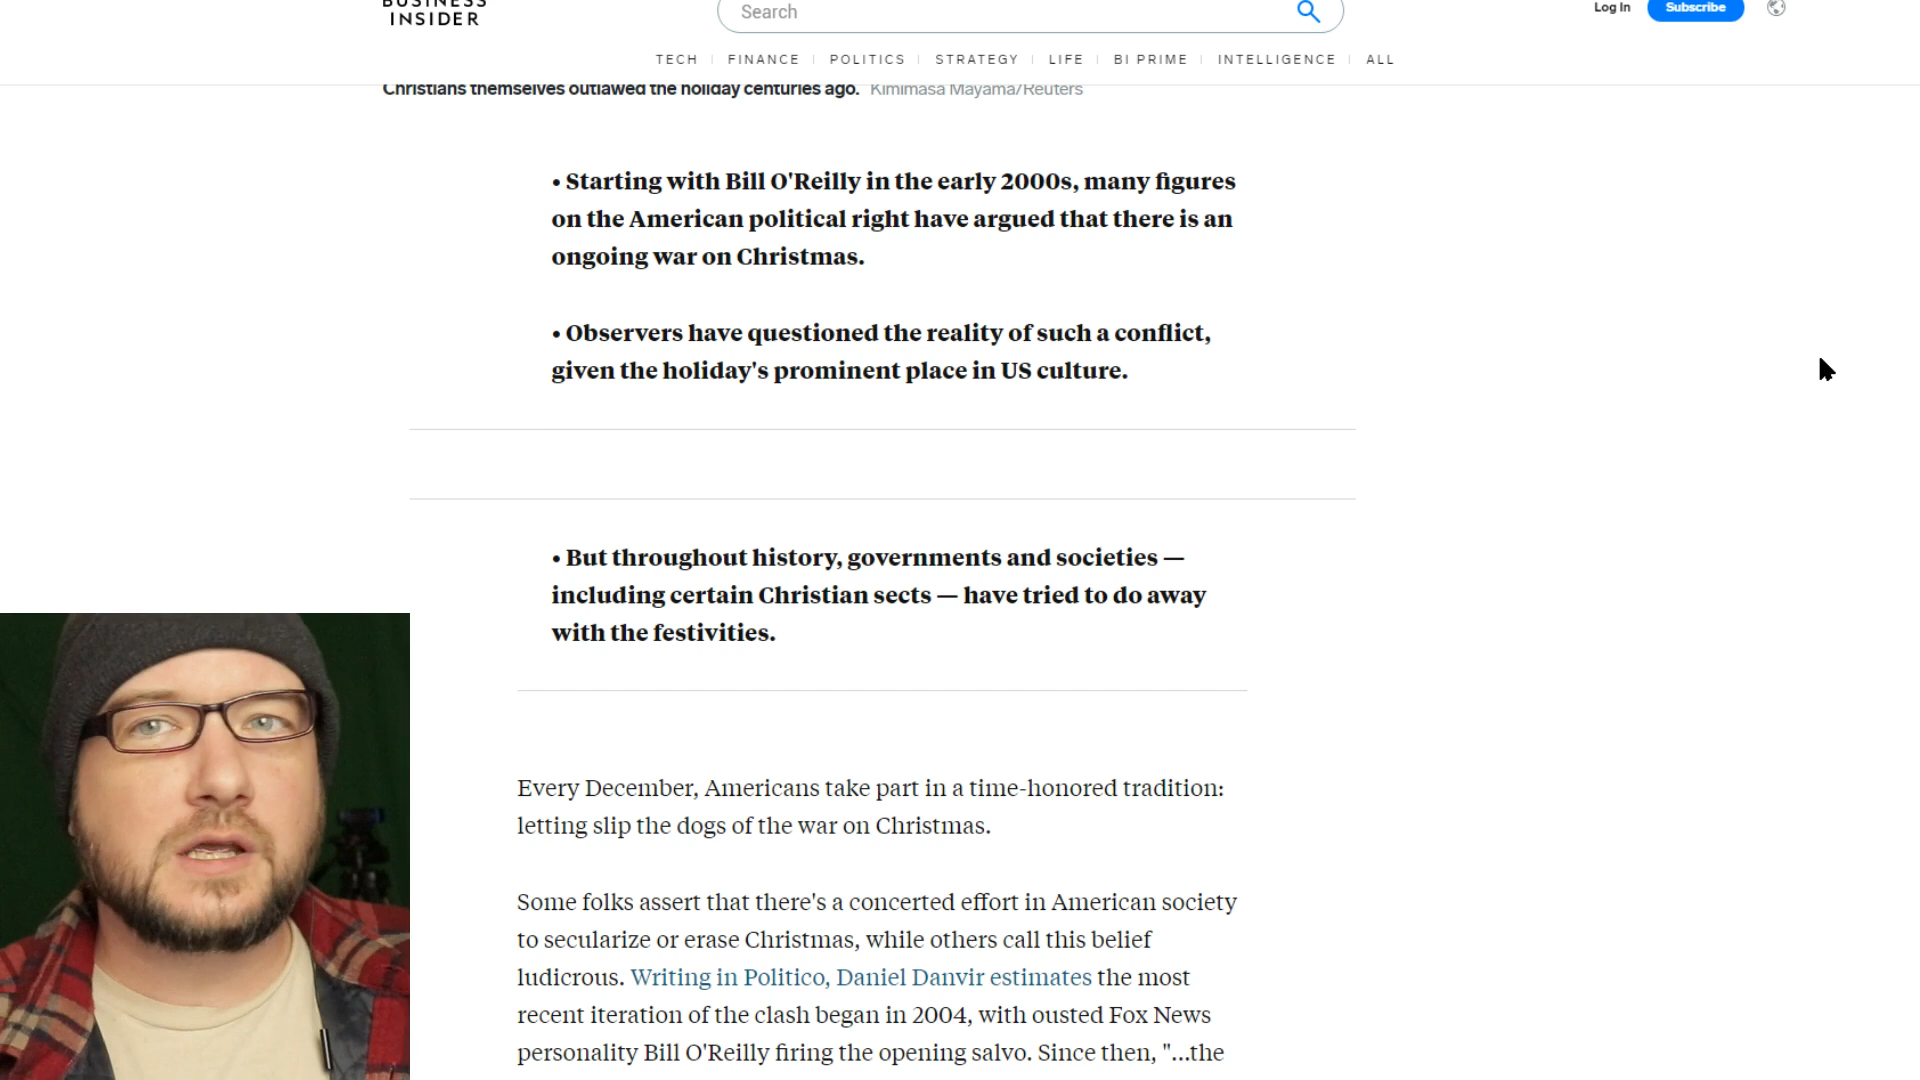 BUSINESS
INSIDER
Search
Log In
Subscribe
TECH
FINANCE
POLITICS
STRATEGY
LIFE
BI PRIME
INTELLIGENCE
ALL
Christians themselves outlawed the holiday centuries ago. Kimimasa Mayama/Reuters
• Starting with Bill O'Reilly in the early 2000s, many figures
on the American political right have argued that there is an
ongoing war on Christmas.
• Observers have questioned the reality of such a conflict,
given the holiday's prominent place in US culture.
• But throughout history, governments and societies —
including certain Christian sects — have tried to do away
with the festivities.
Every December, Americans take part in a time-honored tradition:
letting slip the dogs of the war on Christmas.
Some folks assert that there's a concerted effort in American society
to secularize or erase Christmas, while others call this belief
ludicrous. Writing in Politico, Daniel Danvir estimates the most
recent iteration of the clash began in 2004, with ousted Fox News
personality Bill O'Reilly firing the opening salvo. Since then, "...the